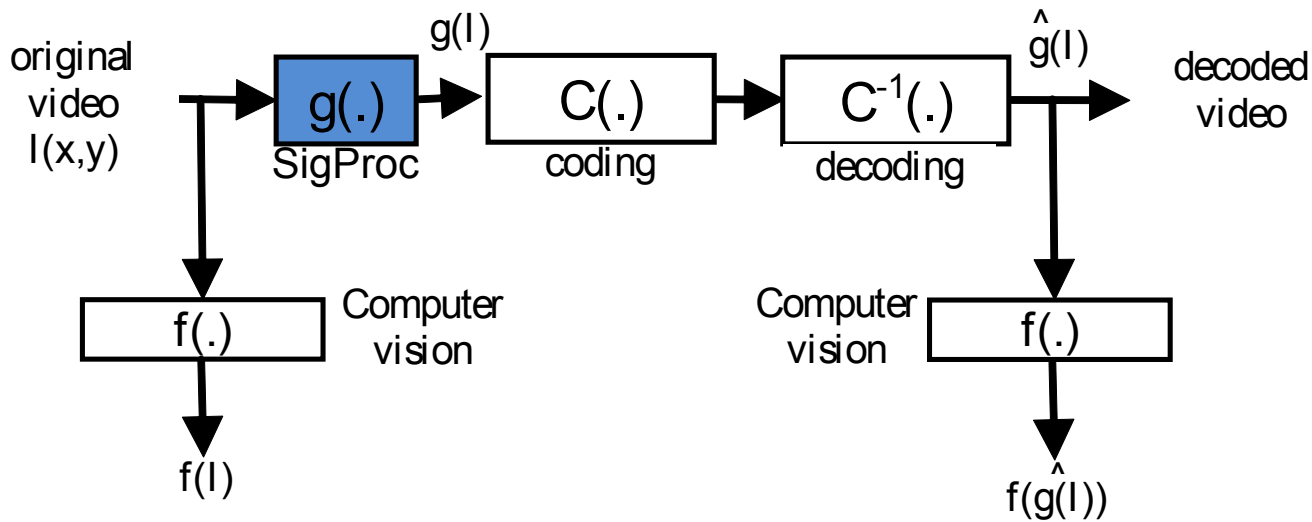 original
video
I(x,y)
g(.)
SigProc
g(I)
C(.)
coding
C⁻¹(.)
decoding
ĝ(I)
decoded
video
f(.)
Computer
vision
f(I)
Computer
vision
f(.)
f(ĝ(I))